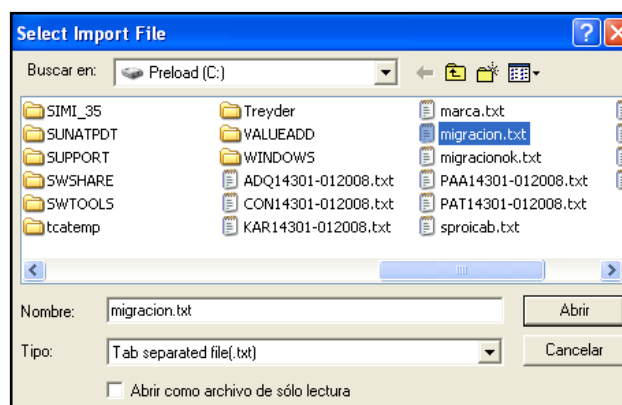 Select Import File
Buscar en: Preload (C:)
SIMI_35 Treyder marca.txt
SUNATPDT VALUEADD migracion.txt
SUPPORT WINDOWS migracionok.txt
SWSHARE ADQ14301-012008.txt PAA14301-012008.txt
SWTOOLS CON14301-012008.txt PAT14301-012008.txt
tcatemp KAR14301-012008.txt sproicab.txt
Nombre: migracion.txt Abrir
Tipo: Tab separated file(.txt) Cancelar
Abrir como archivo de sólo lectura